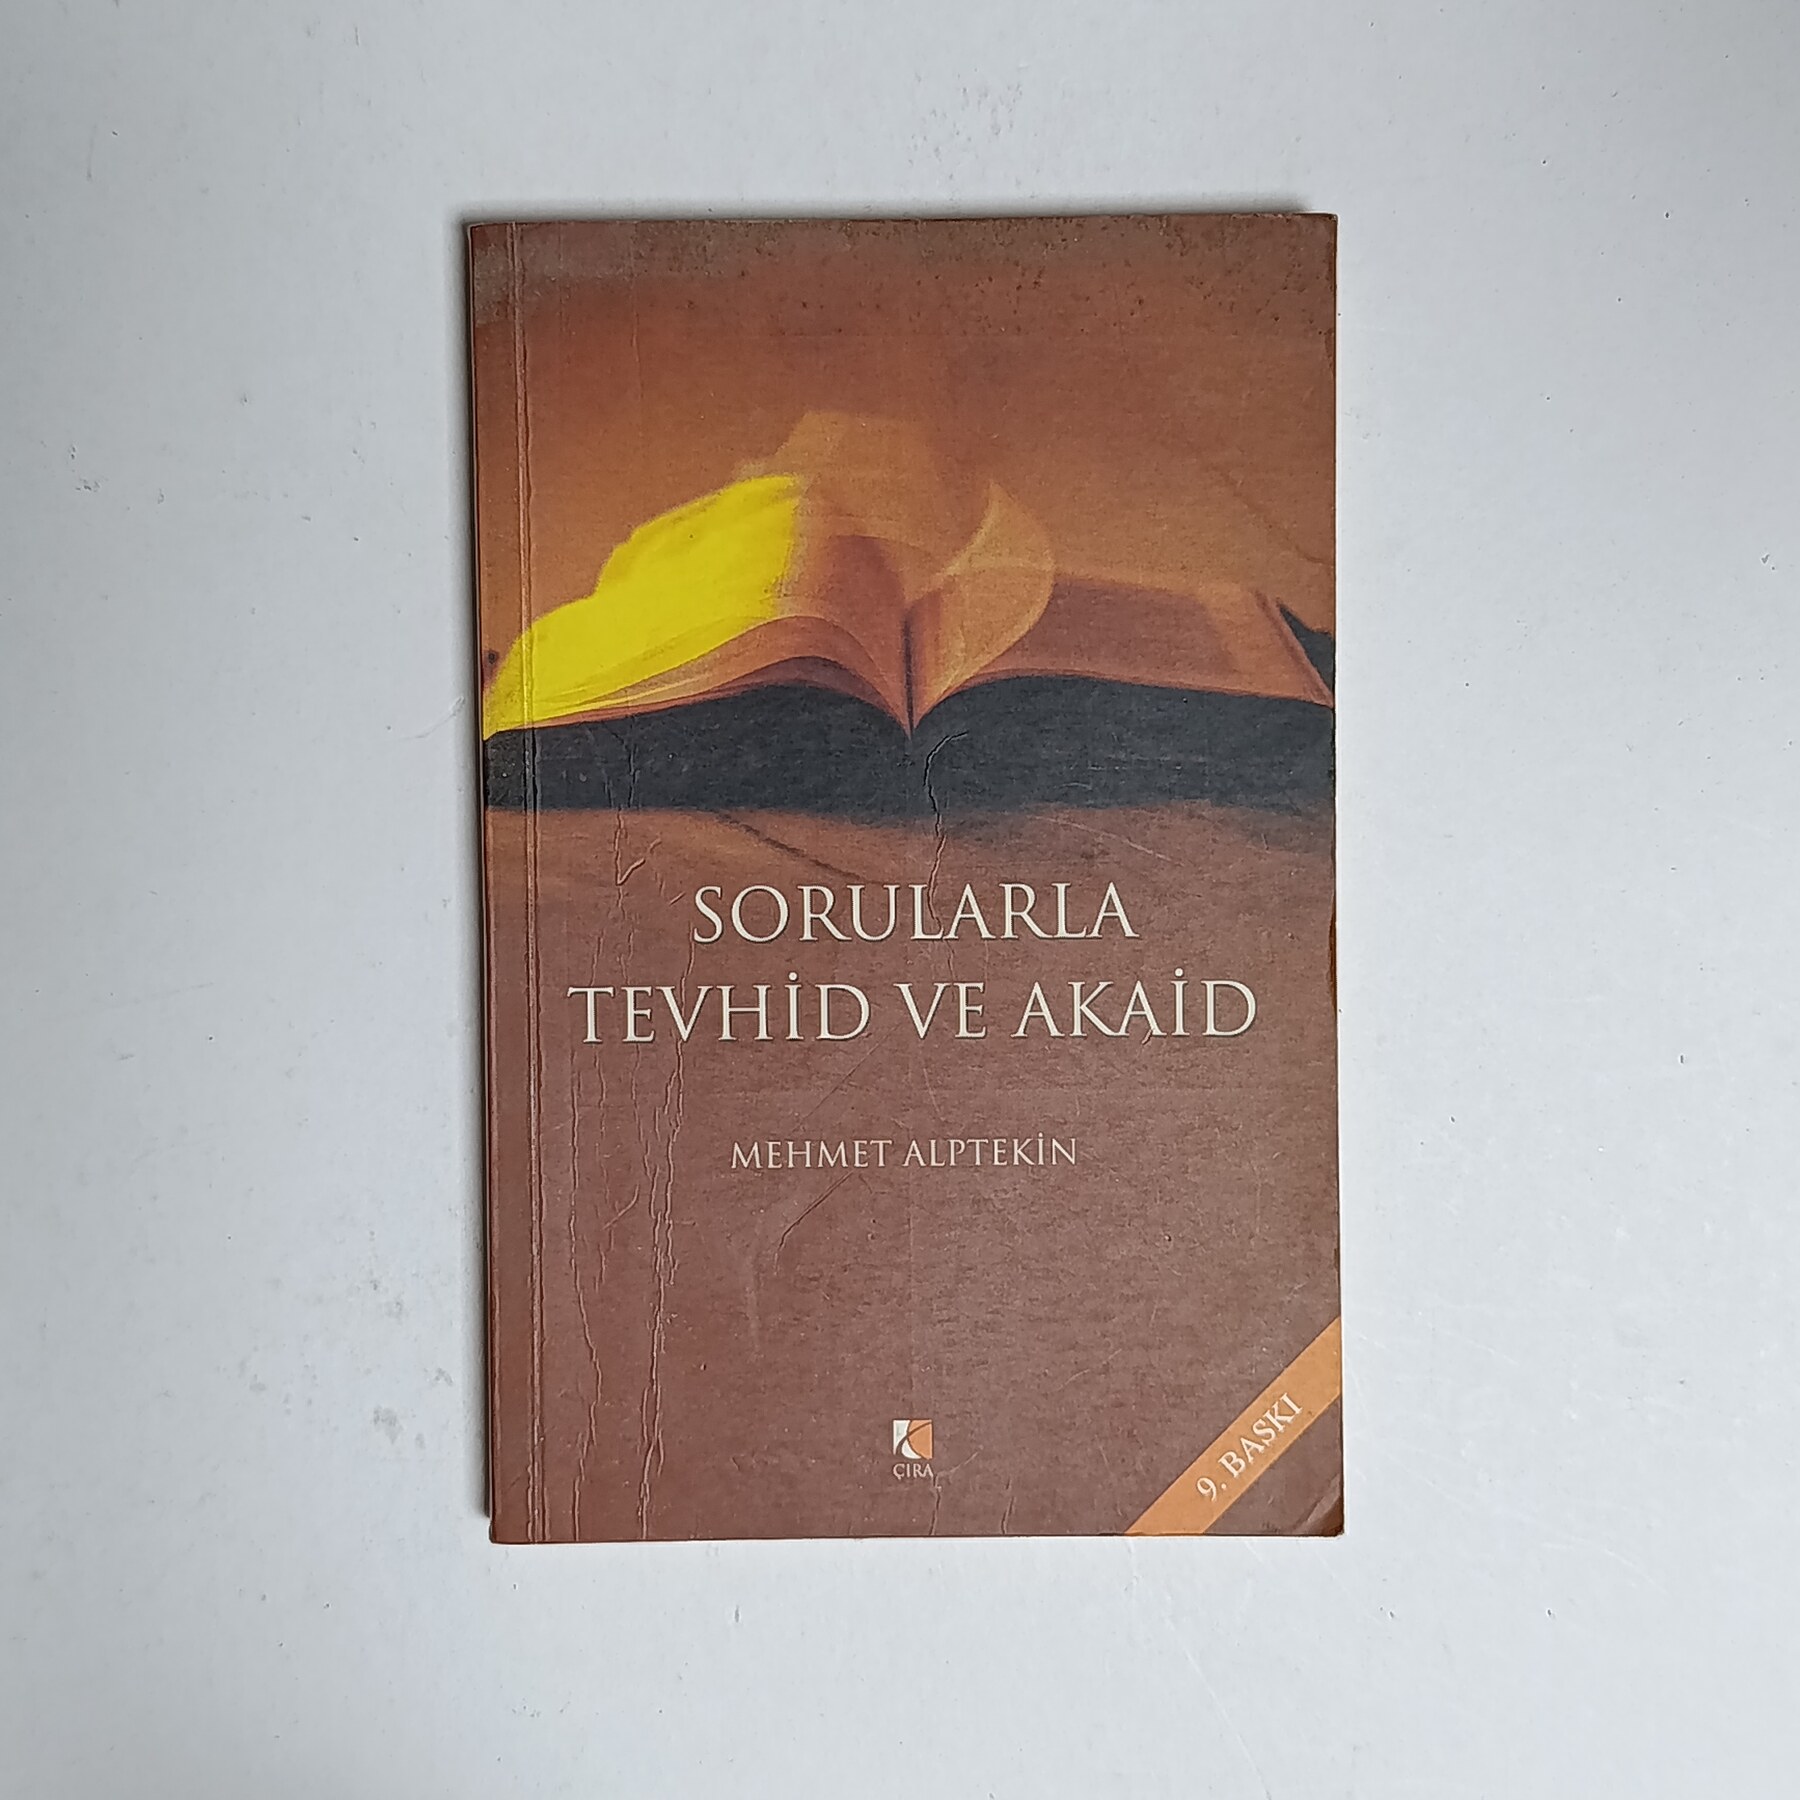 SORULARLA
TEVHİD VE AKAİD
MEHMET ALPTEKİN
ÇIRA
9. BASKI